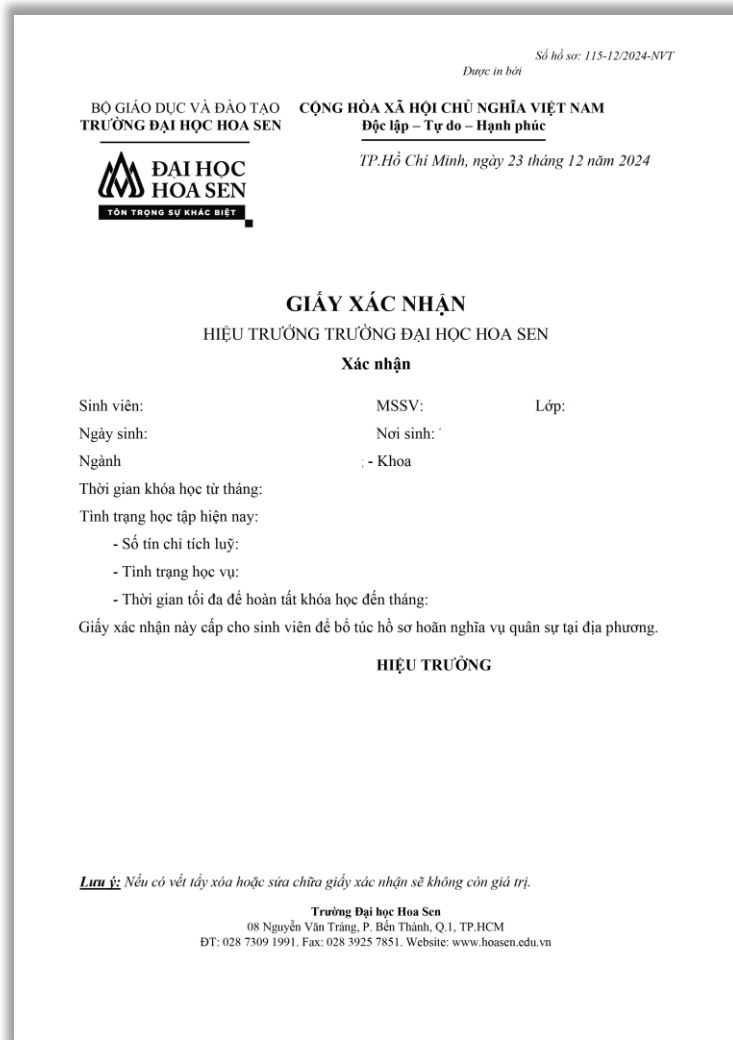 Số hồ sơ: 115-12/2024-NVT
Được in bởi
BỘ GIÁO DỤC VÀ ĐÀO TẠO
TRƯỜNG ĐẠI HỌC HOA SEN
CỘNG HÒA XÃ HỘI CHỦ NGHĨA VIỆT NAM
Độc lập – Tự do – Hạnh phúc
TP.Hồ Chí Minh, ngày 23 tháng 12 năm 2024
ĐẠI HỌC
HOA SEN
TÔN TRỌNG SỰ KHÁC BIỆT
GIẤY XÁC NHẬN
HIỆU TRƯỞNG TRƯỜNG ĐẠI HỌC HOA SEN
Xác nhận
Sinh viên: MSSV: Lớp:
Ngày sinh: Nơi sinh:
Ngành - Khoa
Thời gian khóa học từ tháng:
Tình trạng học tập hiện nay:
- Số tín chỉ tích luỹ:
- Tình trạng học vụ:
- Thời gian tối đa để hoàn tất khóa học đến tháng:
Giấy xác nhận này cấp cho sinh viên để bổ túc hồ sơ hoãn nghĩa vụ quân sự tại địa phương.
HIỆU TRƯỞNG
Lưu ý: Nếu có vết tẩy xóa hoặc sửa chữa giấy xác nhận sẽ không còn giá trị.
Trường Đại học Hoa Sen
08 Nguyễn Văn Tráng, P. Bến Thành, Q.1, TP.HCM
ĐT: 028 7309 1991. Fax: 028 3925 7851. Website: www.hoasen.edu.vn